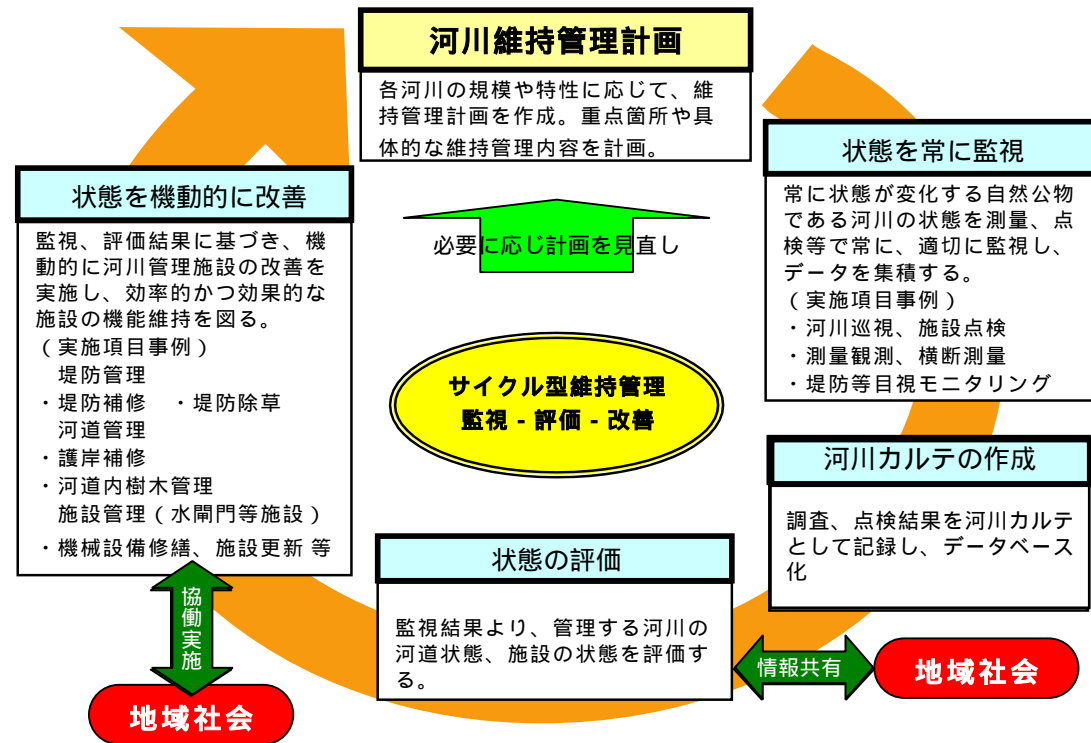 河川維持管理計画
各河川の規模や特性に応じて、維
持管理計画を作成。重点箇所や具
体的な維持管理内容を計画。
状態を常に監視
常に状態が変化する自然公物
である河川の状態を測量、点
検等で常に、適切に監視し、
データを集積する。
（実施項目事例）
・河川巡視、施設点検
・測量観測、横断測量
・堤防等目視モニタリング
河川カルテの作成
調査、点検結果を河川カルテ
として記録し、データベース
化
状態の評価
監視結果より、管理する河川の
河道状態、施設の状態を評価す
る。
情報共有
地域社会
状態を機動的に改善
監視、評価結果に基づき、機
動的に河川管理施設の改善を
実施し、効率的かつ効果的な
施設の機能維持を図る。
（実施項目事例）
堤防管理
・堤防補修　・堤防除草
河道管理
・護岸補修
・河道内樹木管理
施設管理（水閘門等施設）
・機械設備修繕、施設更新 等
協働実施
地域社会
必要に応じ計画を見直し
サイクル型維持管理
監視 - 評価 - 改善